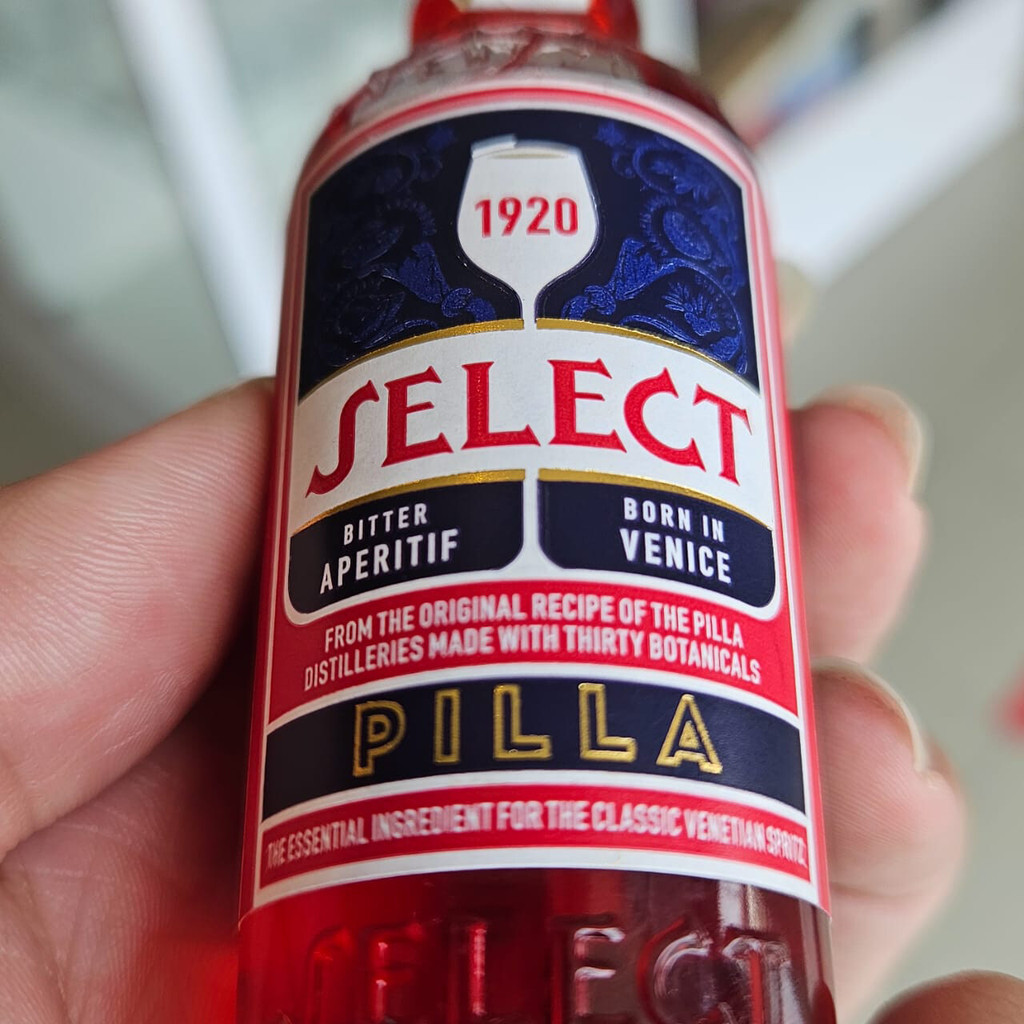 1920
SELECT
BITTER
APERITIF
BORN IN
VENICE
FROM THE ORIGINAL RECIPE OF THE PILLA
DISTILLERIES MADE WITH THIRTY BOTANICALS
PILLA
THE ESSENTIAL INGREDIENT FOR THE CLASSIC VENETIAN SPRITZ
SELECT